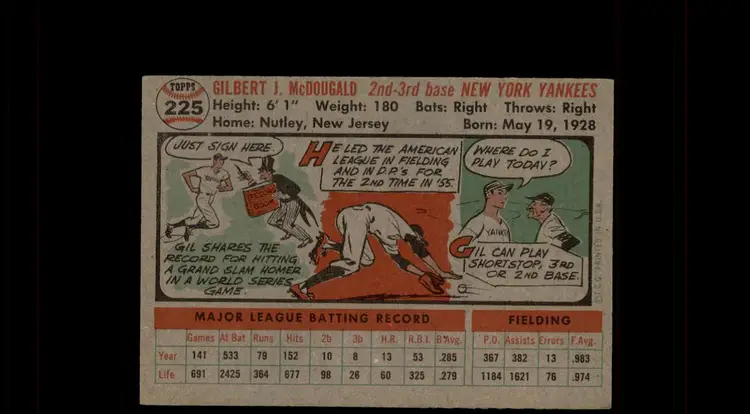 TOPPS
225
GILBERT J. McDOUGALD 2nd-3rd base NEW YORK YANKEES
Height: 6' 1" Weight: 180 Bats: Right Throws: Right
Home: Nutley, New Jersey Born: May 19, 1928
JUST SIGN HERE.
RECORD
BOOK
GIL SHARES THE
RECORD FOR HITTING
A GRAND SLAM HOMER
IN A WORLD SERIES
GAME.
HE LED THE AMERICAN
LEAGUE IN FIELDING
AND IN D.P.'s FOR
THE 2ND TIME IN '55.
WHERE DO I
PLAY TODAY?
YANKS
GIL CAN PLAY
SHORTSTOP, 3RD
OR 2ND BASE.
©T.C.G. PRINTED IN U.S.A.
MAJOR LEAGUE BATTING RECORD FIELDING
Games At Bat Runs Hits 2b 3b H.R. R.B.I. B.Avg. P.O. Assists Errors F.Avg.
Year 141 533 79 152 10 8 13 53 .285 367 382 13 .983
Life 691 2425 364 677 98 26 60 325 .279 1184 1621 76 .974